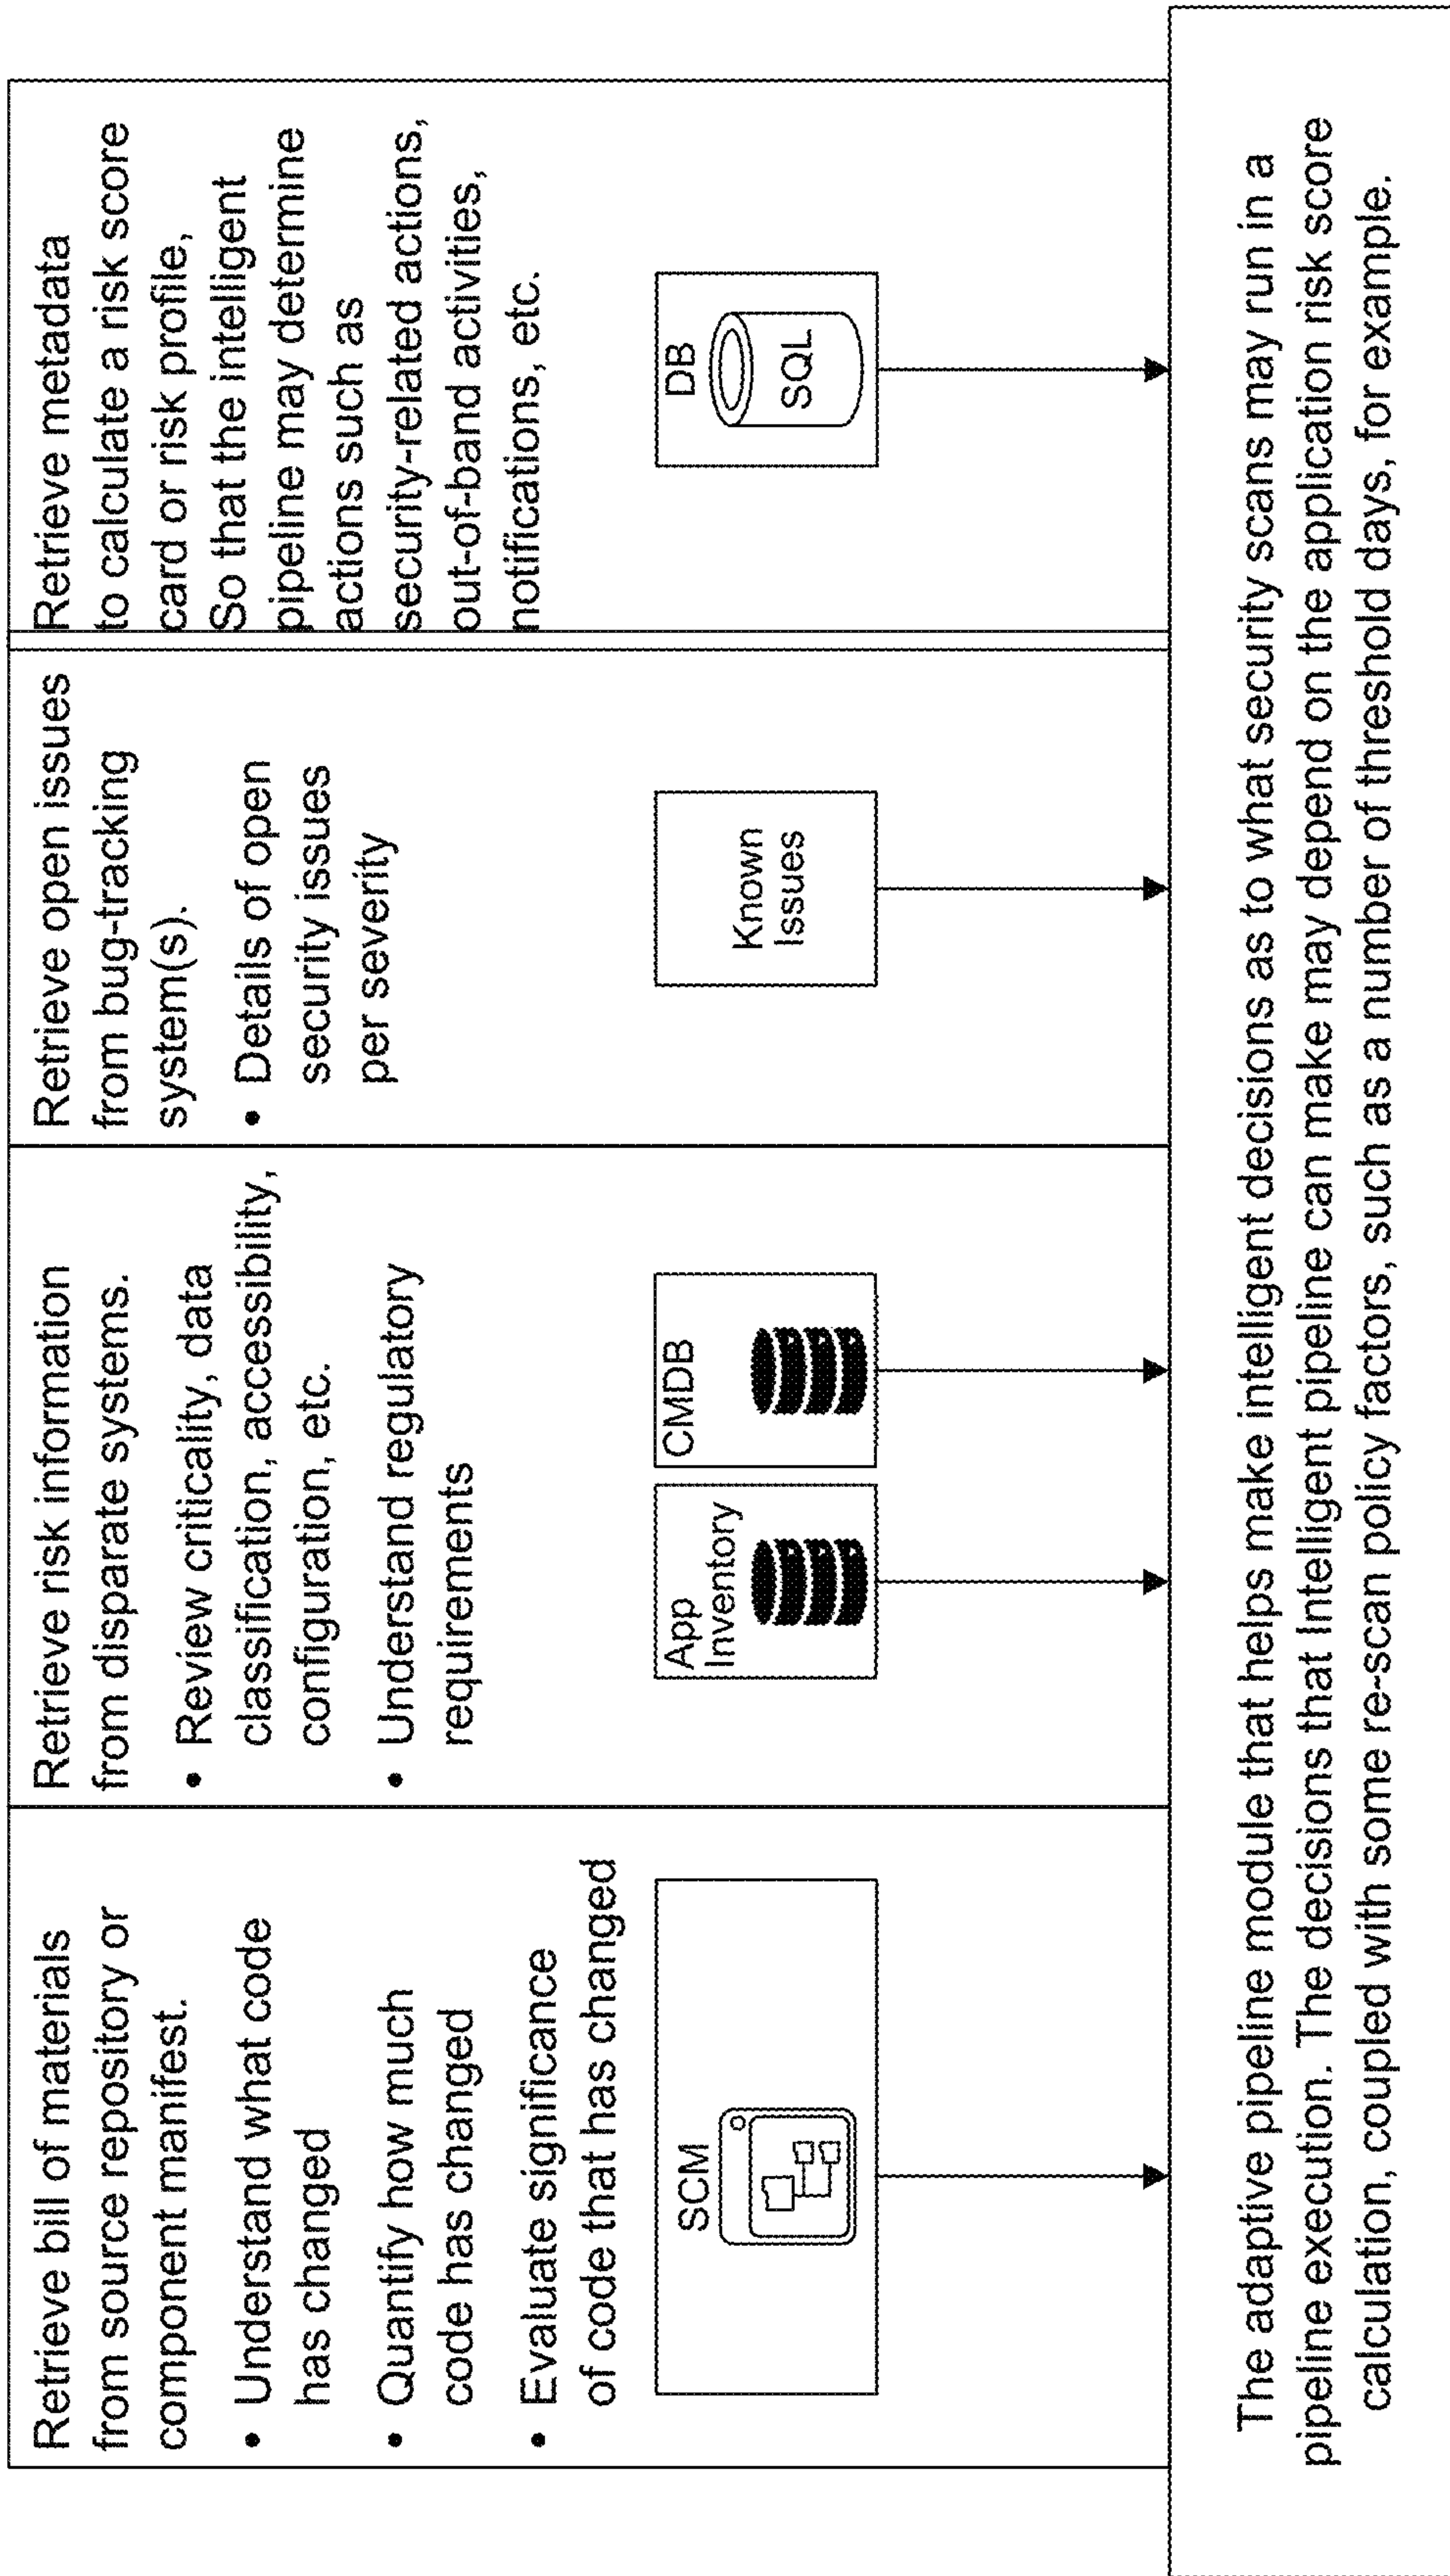 Retrieve bill of materials
from source repository or
component manifest.
• Understand what code
has changed
• Quantify how much
code has changed
• Evaluate significance
of code that has changed
SCM
Retrieve risk information
from disparate systems.
• Review criticality, data
classification, accessibility,
configuration, etc.
• Understand regulatory
requirements
App
Inventory
CMDB
Retrieve open issues
from bug-tracking
system(s).
• Details of open
security issues
per severity
Known
Issues
Retrieve metadata
to calculate a risk score
card or risk profile,
So that the intelligent
pipeline may determine
actions such as
security-related actions,
out-of-band activities,
notifications, etc.
DB
SQL
The adaptive pipeline module that helps make intelligent decisions as to what security scans may run in a
pipeline execution. The decisions that Intelligent pipeline can make may depend on the application risk score
calculation, coupled with some re-scan policy factors, such as a number of threshold days, for example.